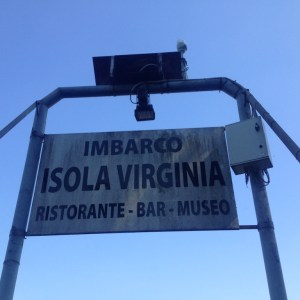 IMBARCO
ISOLA VIRGINIA
RISTORANTE - BAR - MUSEO